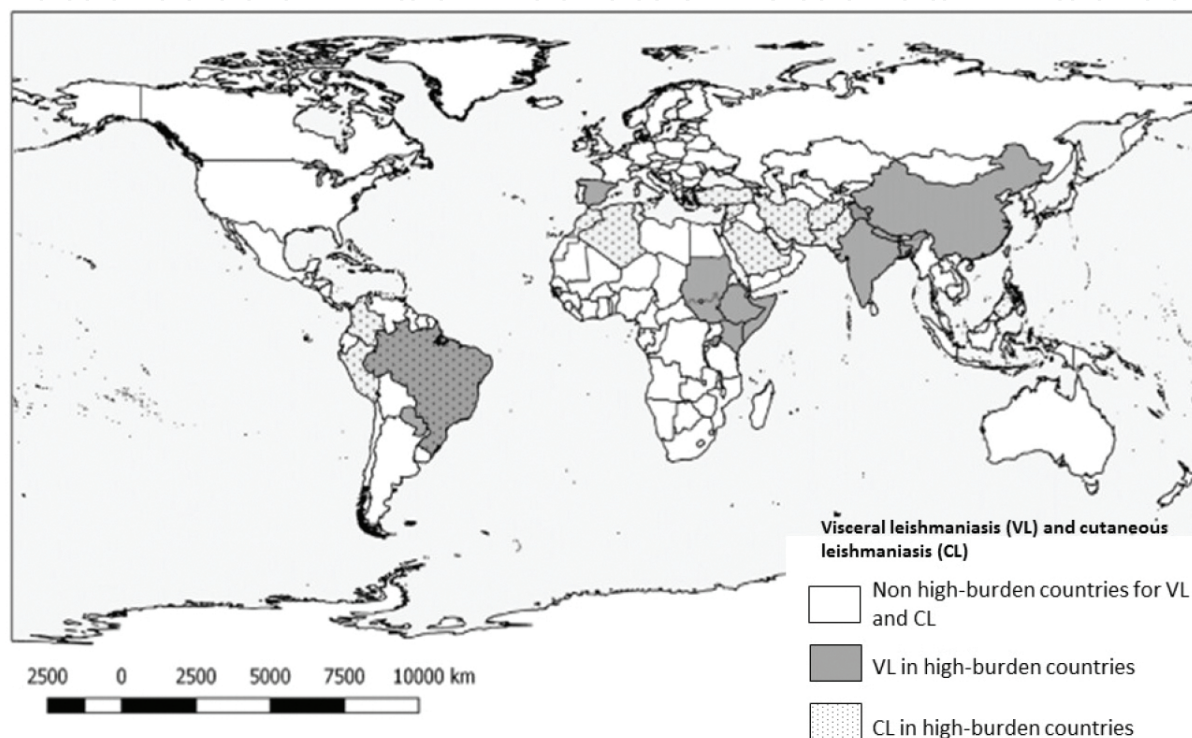 Visceral leishmaniasis (VL) and cutaneous
leishmaniasis (CL)
Non high-burden countries for VL
and CL
VL in high-burden countries
CL in high-burden countries
2500 0 2500 5000 7500 10000 km